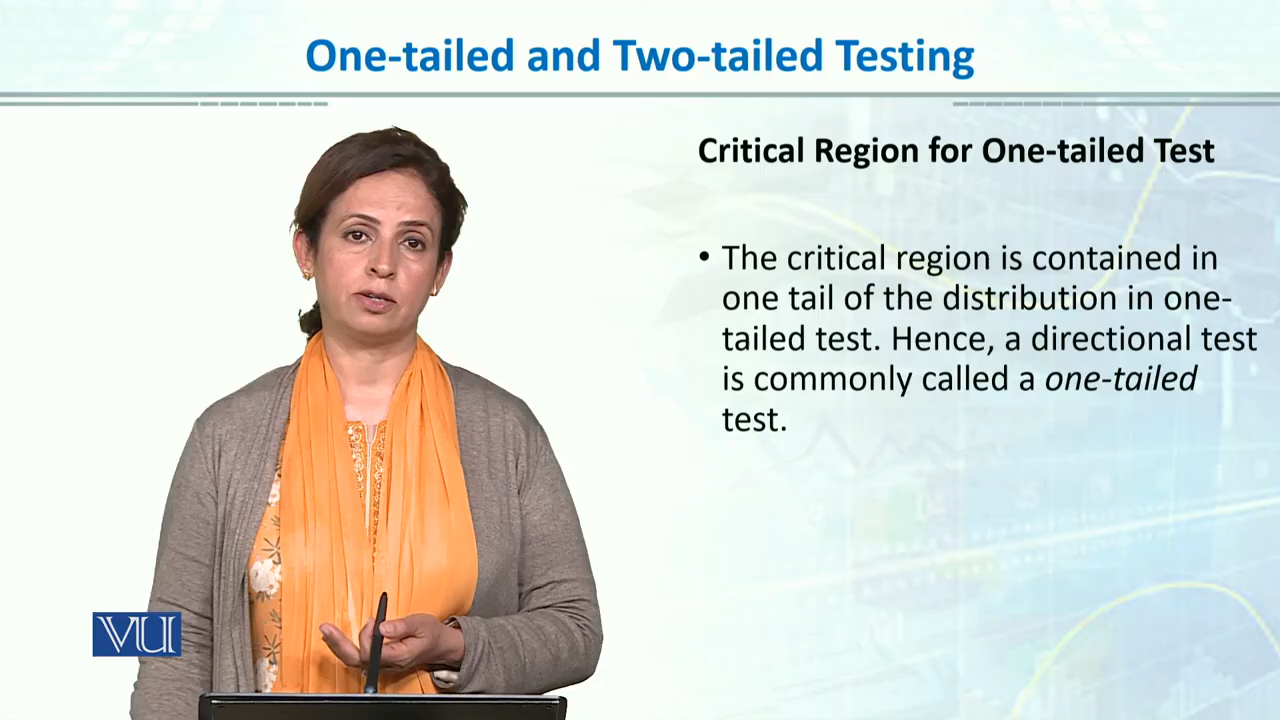 One-tailed and Two-tailed Testing
Critical Region for One-tailed Test
• The critical region is contained in
one tail of the distribution in one-
tailed test. Hence, a directional test
is commonly called a one-tailed
test.
VU